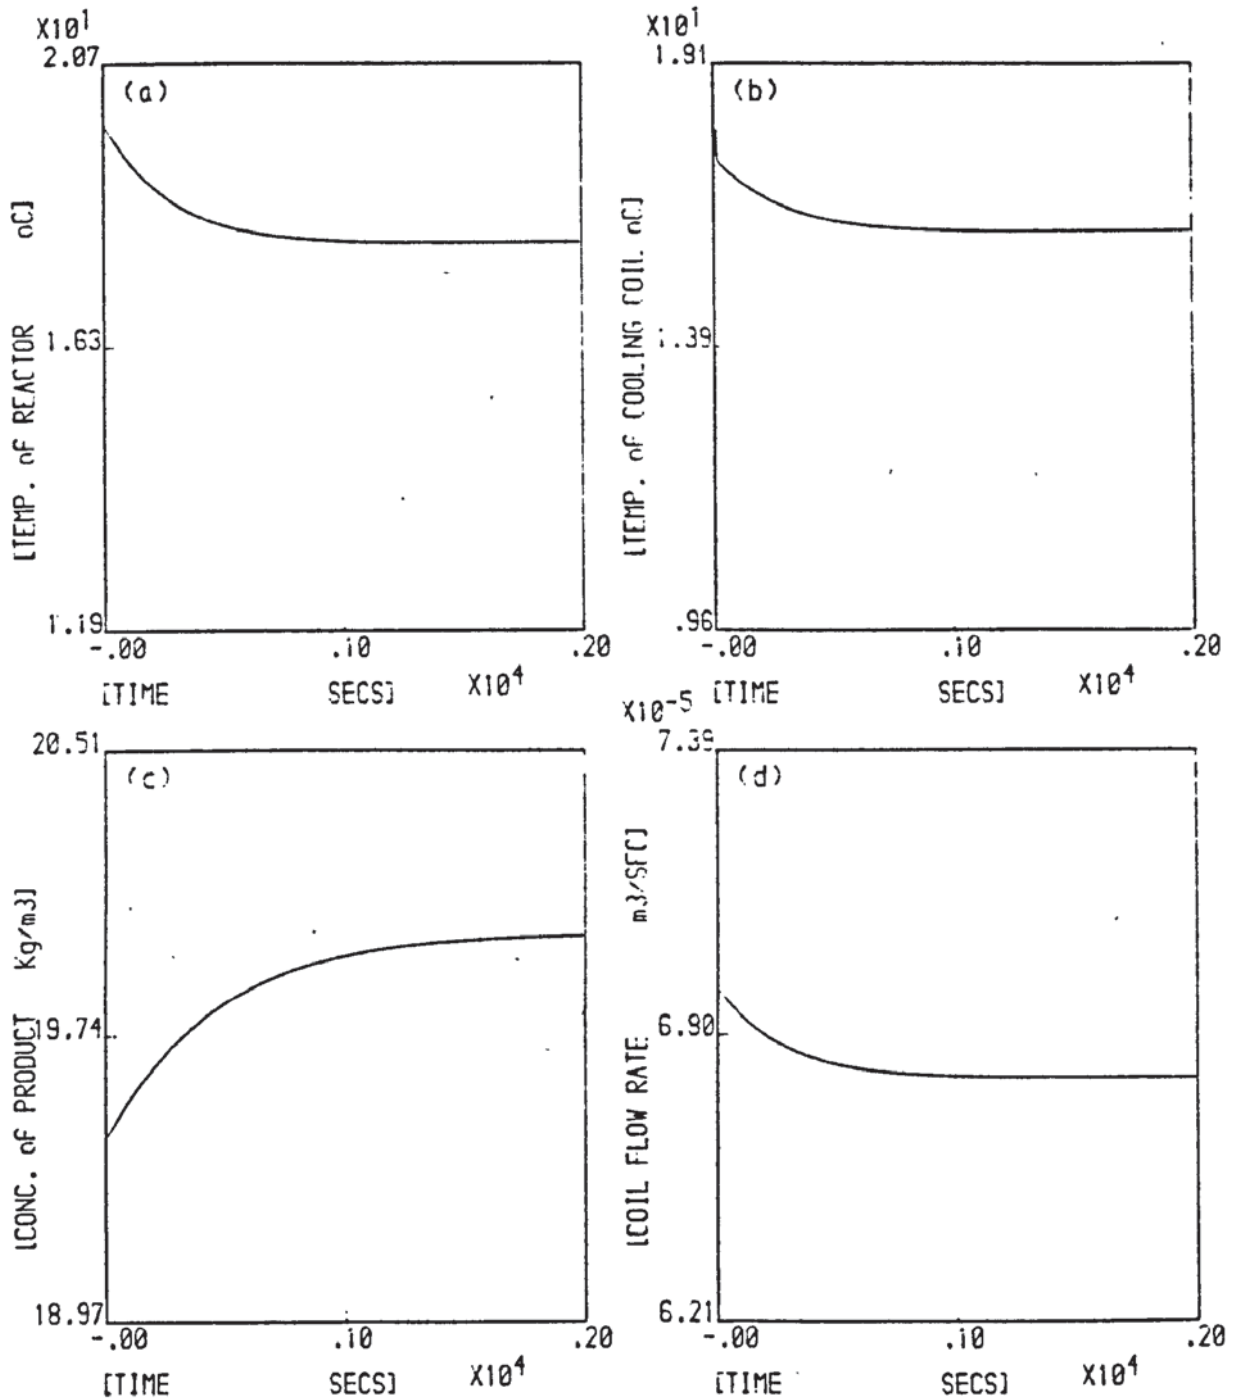 X10¹
2.07
(a)
[TEMP. of REACTOR oC]
1.63
1.19
-.00 .10 .20
[TIME SECS] X10⁴
X10¹
1.91
(b)
[TEMP. of COOLING COIL oC]
1.39
.96
-.00 .10 .20
[TIME SECS] X10⁴
20.51
(c)
[CONC. of PRODUCT Kg/m3]
19.74
18.97
-.00 .10 .20
[TIME SECS] X10⁴
X10⁻⁵
7.39
(d)
[COIL FLOW RATE m3/SEC]
6.90
6.21
-.00 .10 .20
[TIME SECS] X10⁴